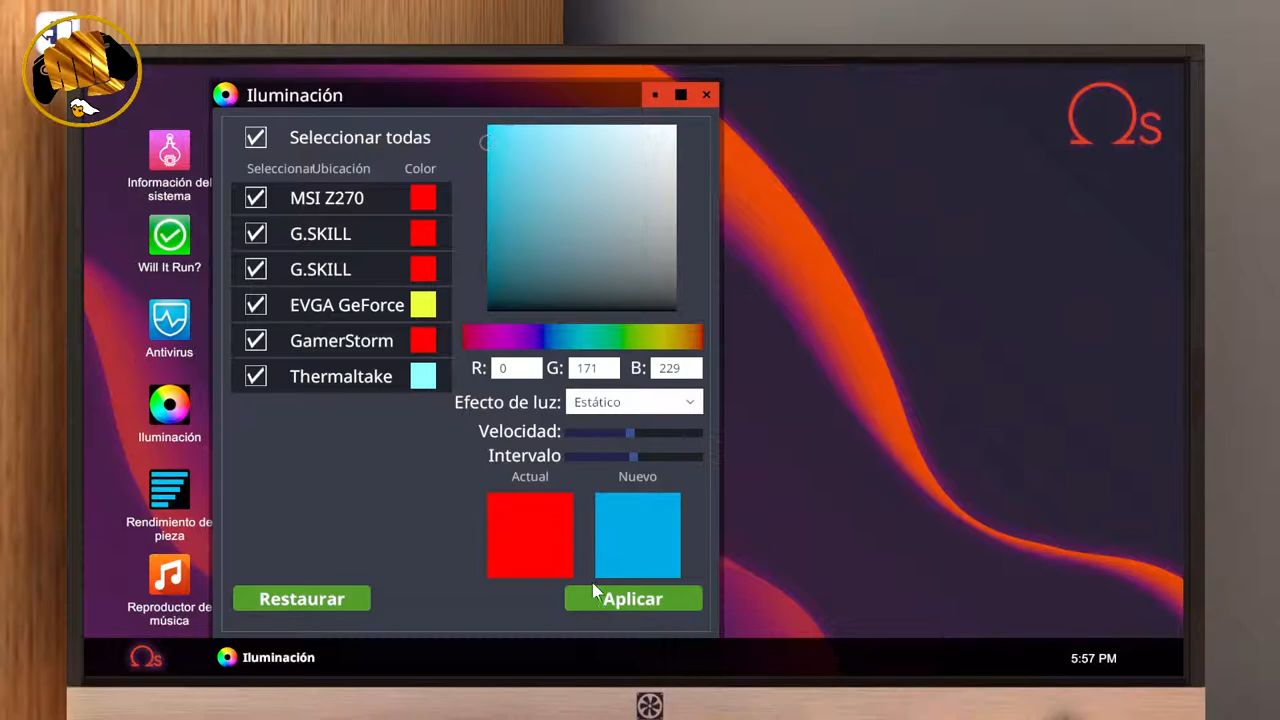 Iluminación
Ωs
Seleccionar todas
Seleccionar Ubicación Color
MSI Z270
G.SKILL
G.SKILL
EVGA GeForce
GamerStorm
Thermaltake
R: 0 G: 171 B: 229
Efecto de luz: Estático
Velocidad:
Intervalo
Actual Nuevo
Restaurar Aplicar
Información del
sistema
Will It Run?
Antivirus
Iluminación
Rendimiento de
pieza
Reproductor de
música
Ωs Iluminación 5:57 PM